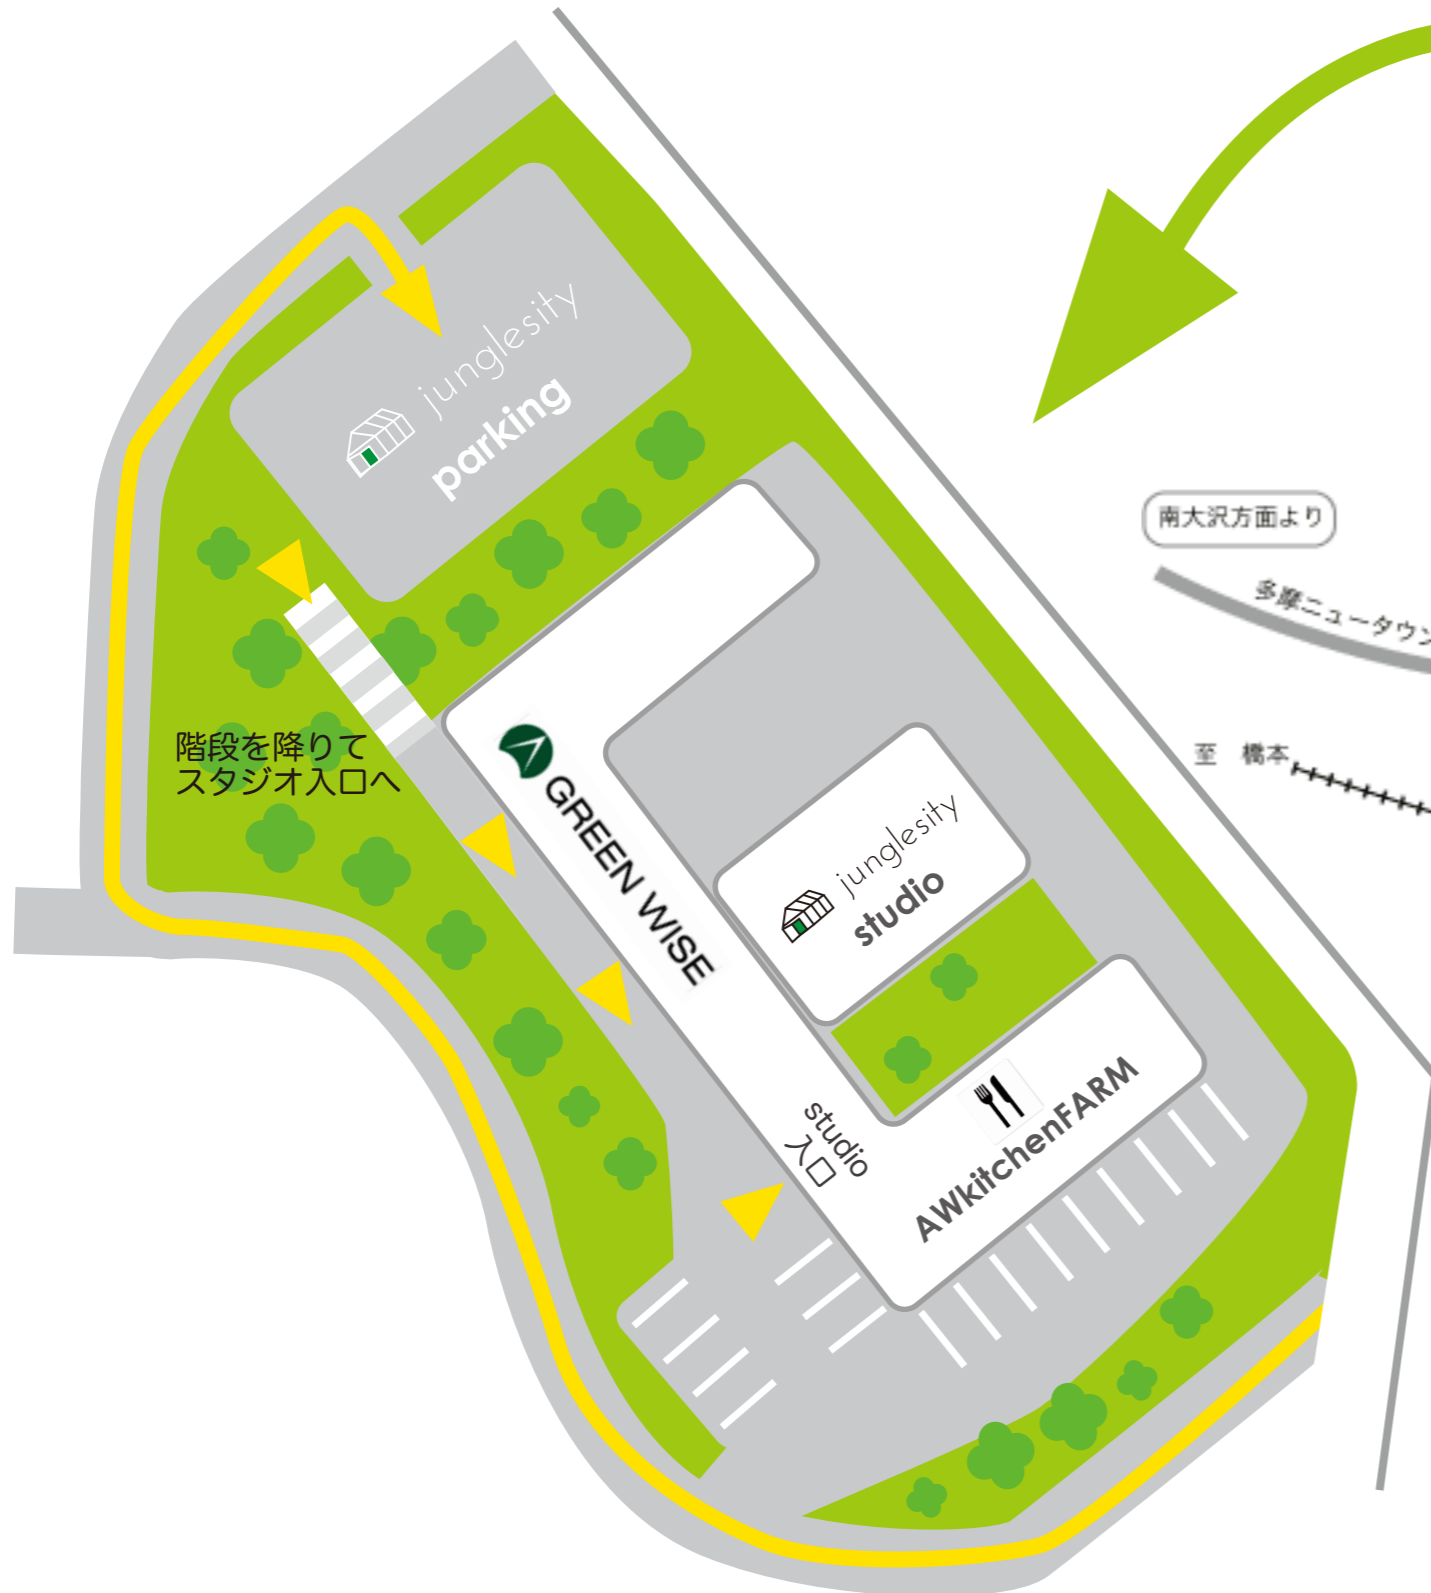 junglesity
parking
南大沢方面より
多摩ニュータウン
至 橋本
階段を降りて
スタジオ入口へ
GREEN WISE
junglesity
studio
studio
入口
AWkitchenFARM